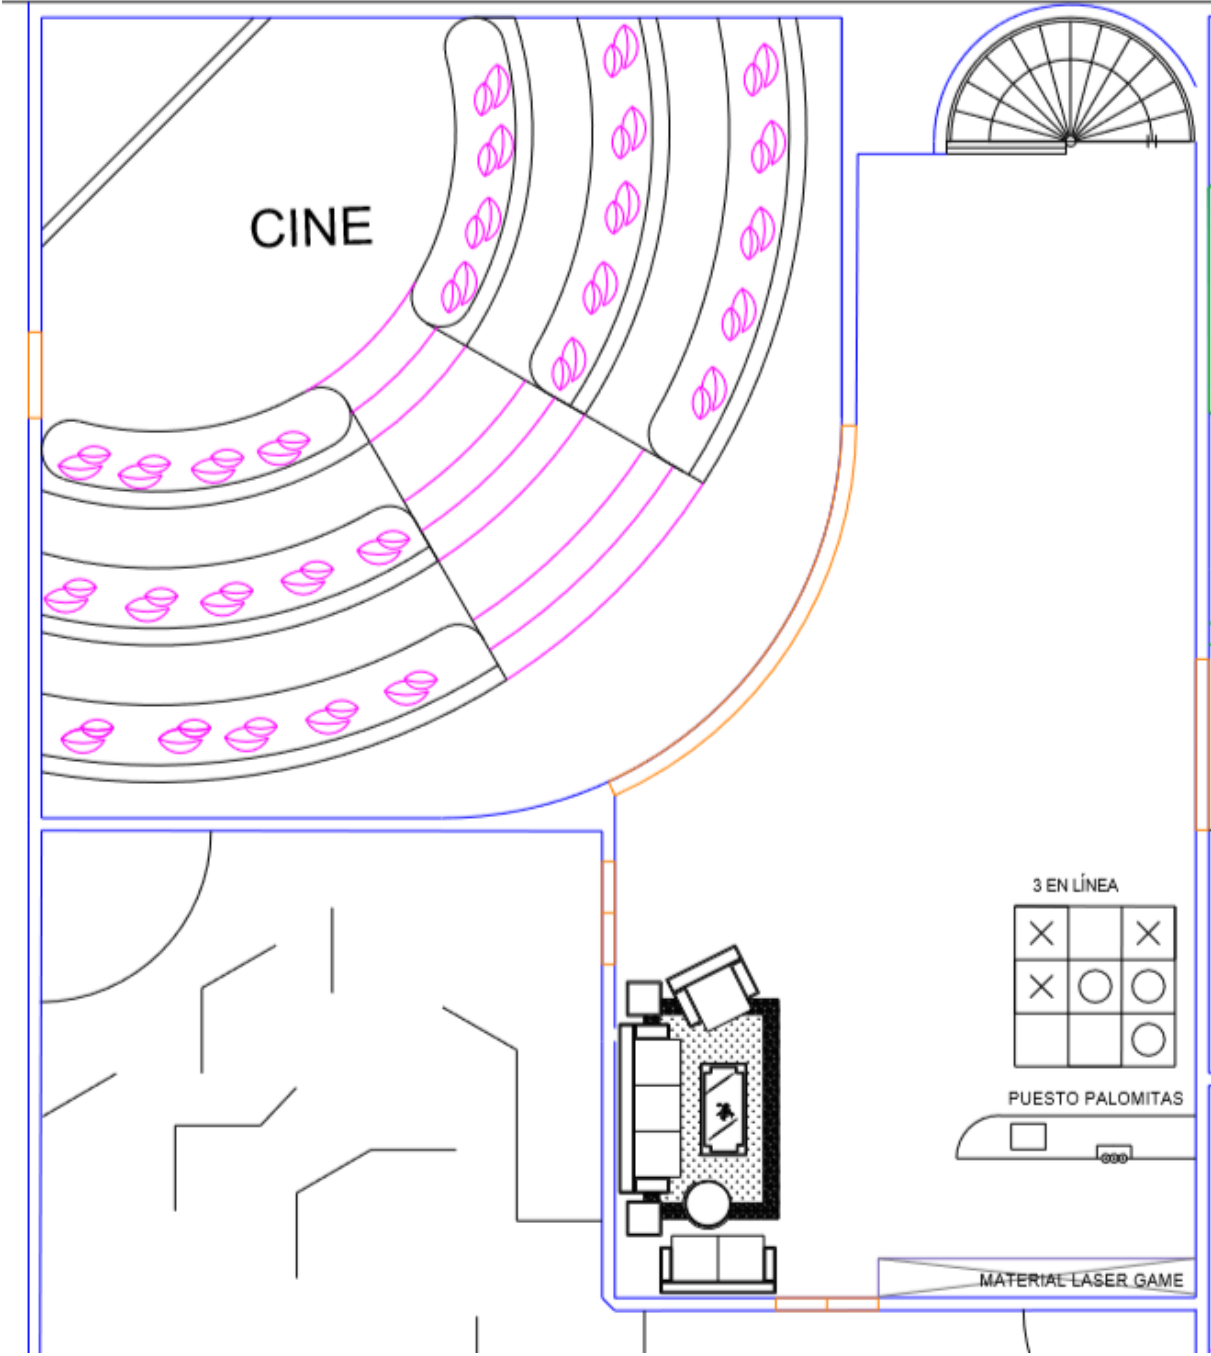 CINE
3 EN LÍNEA
X X
X O O
O
PUESTO PALOMITAS
MATERIAL LASER GAME